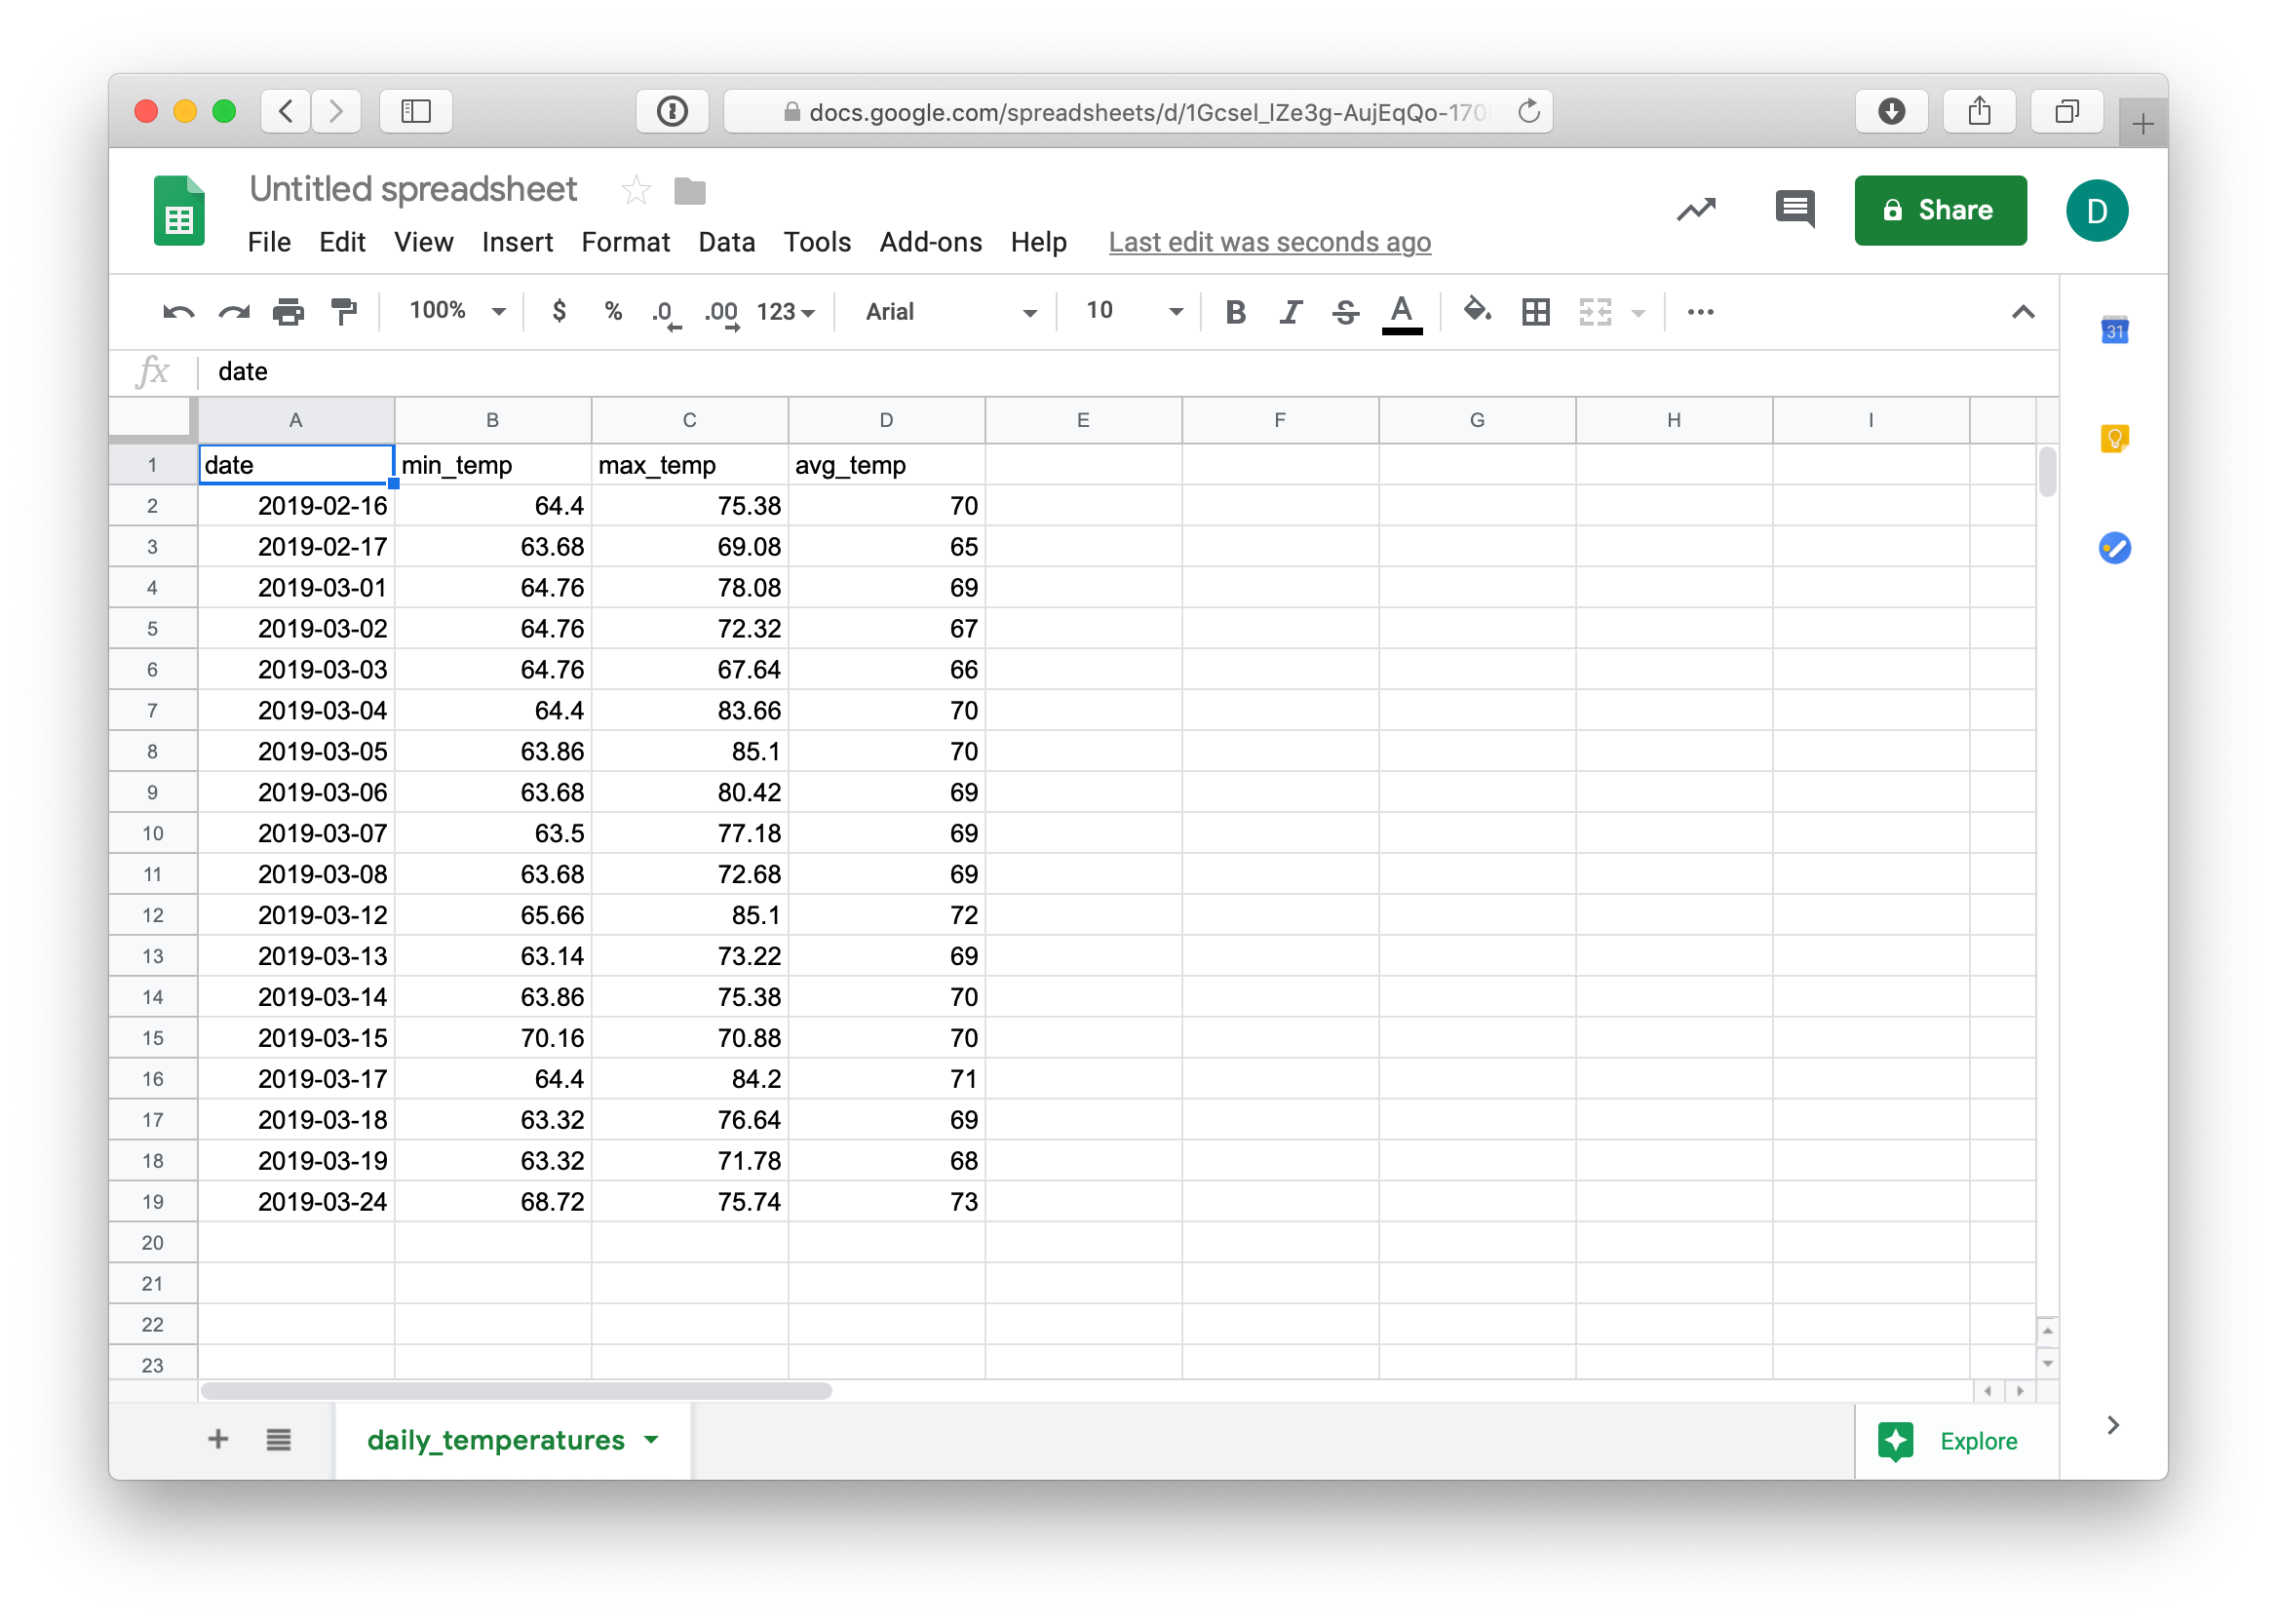 docs.google.com/spreadsheets/d/1Gcsel_lZe3g-AujEqQo-170
Untitled spreadsheet
File Edit View Insert Format Data Tools Add-ons Help Last edit was seconds ago
Share
D
100% $ % .0 .00 123 Arial 10 B I S A
31
fx date
A B C D E F G H I
1 date min_temp max_temp avg_temp
2 2019-02-16 64.4 75.38 70
3 2019-02-17 63.68 69.08 65
4 2019-03-01 64.76 78.08 69
5 2019-03-02 64.76 72.32 67
6 2019-03-03 64.76 67.64 66
7 2019-03-04 64.4 83.66 70
8 2019-03-05 63.86 85.1 70
9 2019-03-06 63.68 80.42 69
10 2019-03-07 63.5 77.18 69
11 2019-03-08 63.68 72.68 69
12 2019-03-12 65.66 85.1 72
13 2019-03-13 63.14 73.22 69
14 2019-03-14 63.86 75.38 70
15 2019-03-15 70.16 70.88 70
16 2019-03-17 64.4 84.2 71
17 2019-03-18 63.32 76.64 69
18 2019-03-19 63.32 71.78 68
19 2019-03-24 68.72 75.74 73
20
21
22
23
daily_temperatures
Explore